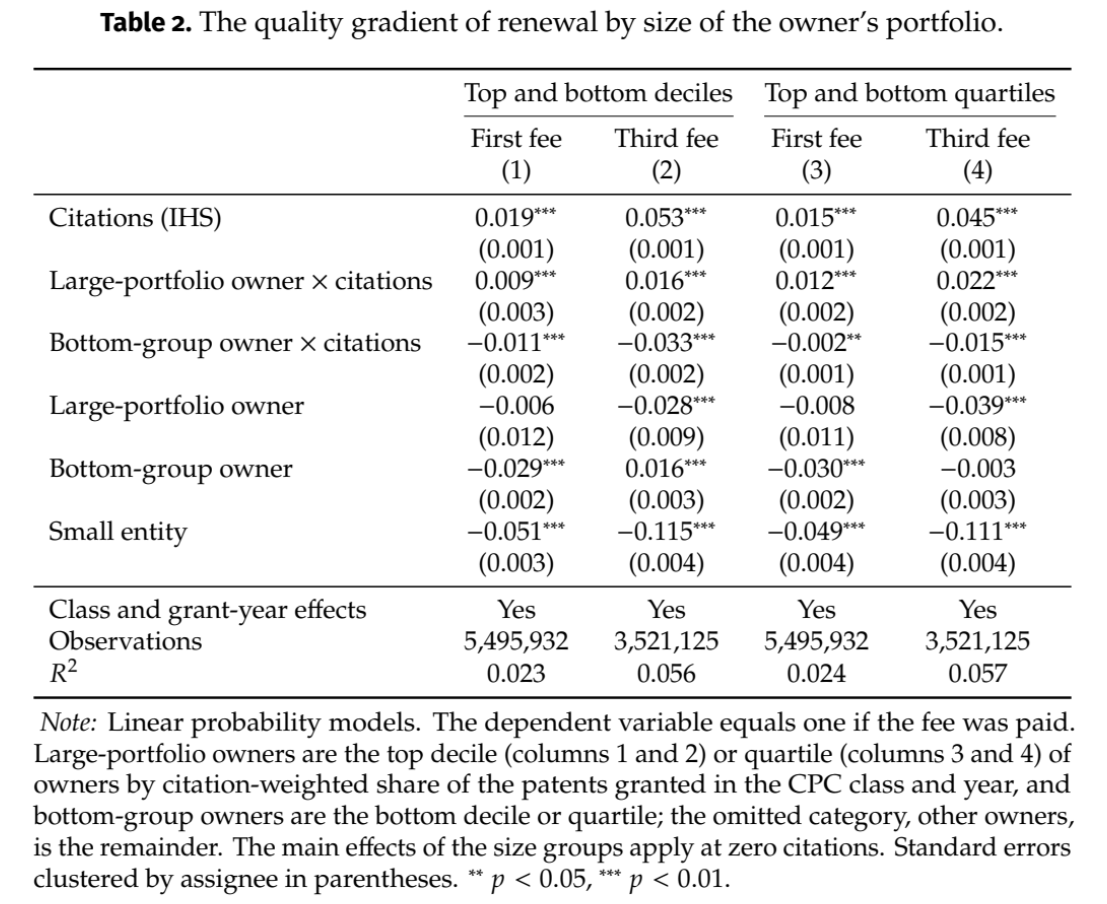 Table 2. The quality gradient of renewal by size of the owner's portfolio.
Top and bottom deciles Top and bottom quartiles
First fee Third fee First fee Third fee
(1) (2) (3) (4)
Citations (IHS) 0.019*** 0.053*** 0.015*** 0.045***
(0.001) (0.001) (0.001) (0.001)
Large-portfolio owner × citations 0.009*** 0.016*** 0.012*** 0.022***
(0.003) (0.002) (0.002) (0.002)
Bottom-group owner × citations −0.011*** −0.033*** −0.002** −0.015***
(0.002) (0.002) (0.001) (0.001)
Large-portfolio owner −0.006 −0.028*** −0.008 −0.039***
(0.012) (0.009) (0.011) (0.008)
Bottom-group owner −0.029*** 0.016*** −0.030*** −0.003
(0.002) (0.003) (0.002) (0.003)
Small entity −0.051*** −0.115*** −0.049*** −0.111***
(0.003) (0.004) (0.004) (0.004)
Class and grant-year effects Yes Yes Yes Yes
Observations 5,495,932 3,521,125 5,495,932 3,521,125
R² 0.023 0.056 0.024 0.057
Note: Linear probability models. The dependent variable equals one if the fee was paid.
Large-portfolio owners are the top decile (columns 1 and 2) or quartile (columns 3 and 4) of
owners by citation-weighted share of the patents granted in the CPC class and year, and
bottom-group owners are the bottom decile or quartile; the omitted category, other owners,
is the remainder. The main effects of the size groups apply at zero citations. Standard errors
clustered by assignee in parentheses. ** p < 0.05, *** p < 0.01.